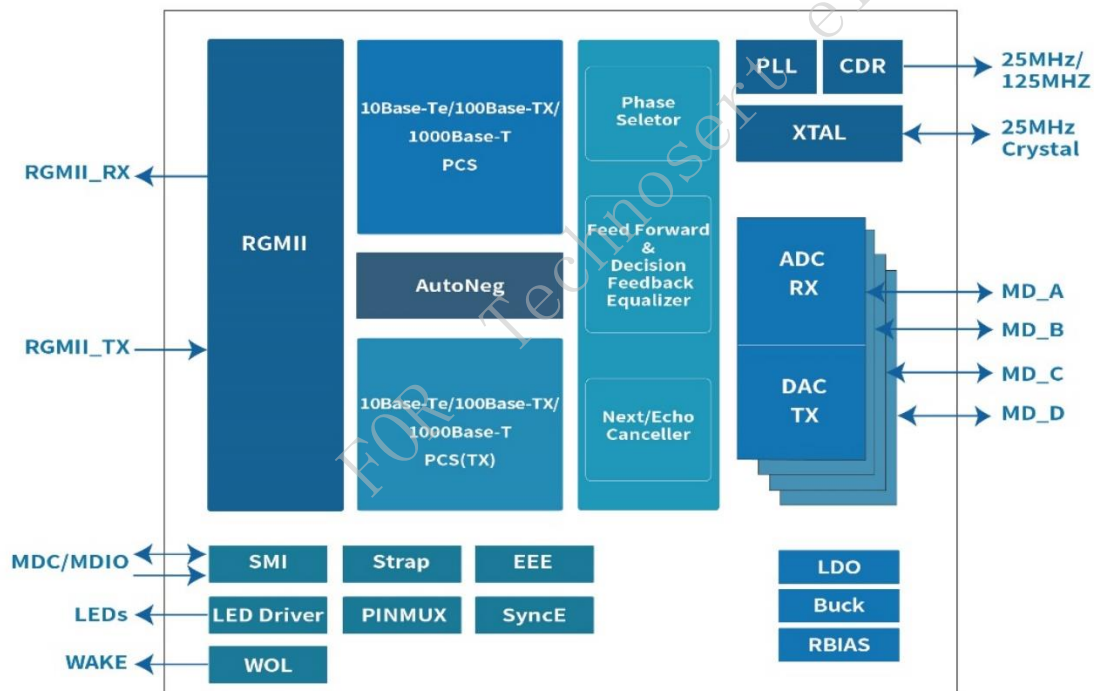 10Base-Te/100Base-TX/
1000Base-T
PCS
Phase
Seletor
PLL
CDR
25MHz/
125MHZ
XTAL
25MHz
Crystal
RGMII_RX
RGMII
AutoNeg
Feed Forward
&
Decision
Feedback
Equalizer
ADC
RX
MD_A
MD_B
RGMII_TX
10Base-Te/100Base-TX/
1000Base-T
PCS(TX)
Next/Echo
Canceller
DAC
TX
MD_C
MD_D
MDC/MDIO
SMI
Strap
EEE
LDO
LEDs
LED Driver
PINMUX
SyncE
Buck
WAKE
WOL
RBIAS
FOR Technosert